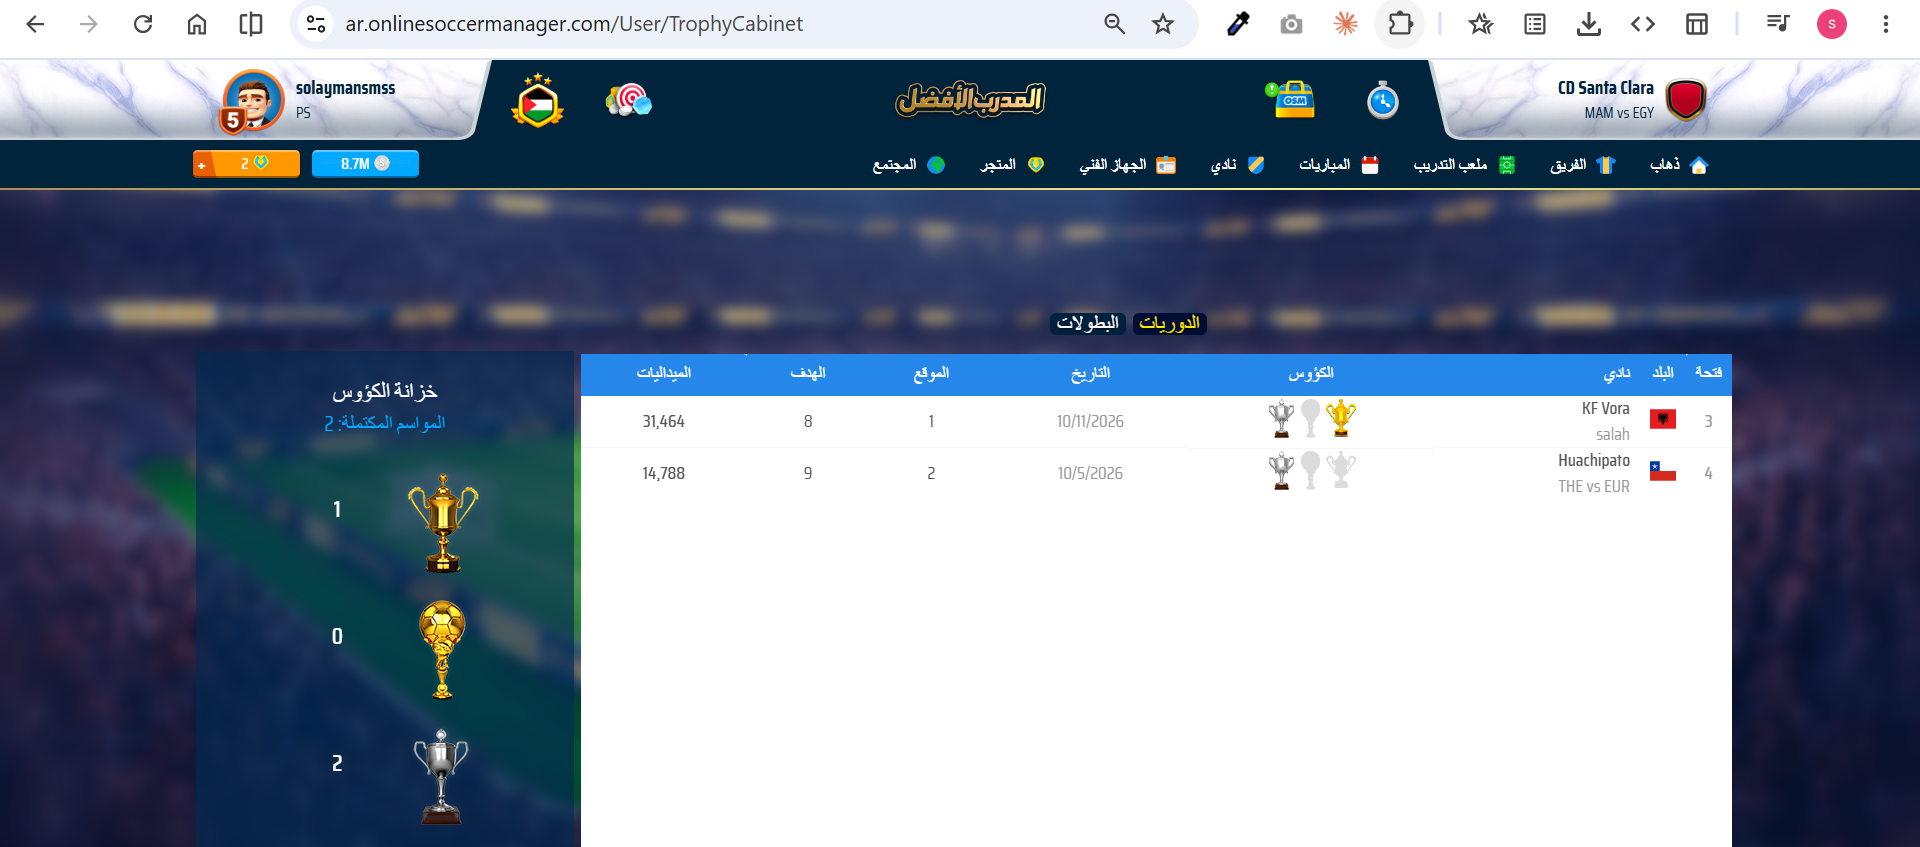 ar.onlinesoccermanager.com/User/TrophyCabinet
S
solaymansmss
PS
5
المدرب الأفضل
OSM
CD Santa Clara
MAM vs EGY
+ 2
8.7M
ذهاب
الفريق
ملعب التدريب
المباريات
نادي
الجهاز الفني
المتجر
المجتمع
الدوريات
البطولات
خزانة الكؤوس
المواسم المكتملة: 2
1
0
2
فتحة البلد نادي الكؤوس التاريخ الموقع الهدف الميداليات
3 KF Vora 10/11/2026 1 8 31,464
salah
4 Huachipato 10/5/2026 2 9 14,788
THE vs EUR